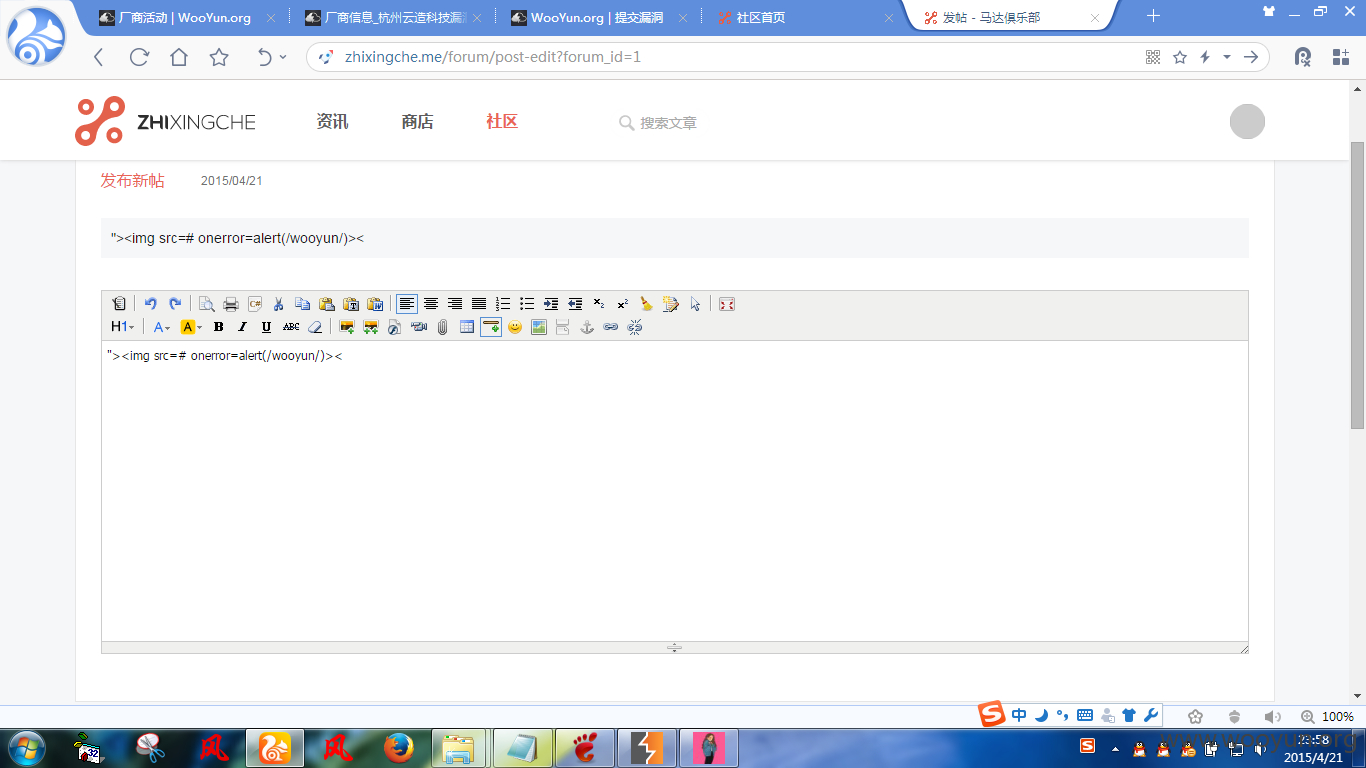 厂商活动 | WooYun.org
厂商信息_杭州云造科技漏
WooYun.org | 提交漏洞
社区首页
发帖 - 马达俱乐部
zhixingche.me/forum/post-edit?forum_id=1
ZHIXINGCHE
资讯
商店
社区
搜索文章
发布新帖
2015/04/21
"><img src=# onerror=alert(/wooyun/)><
H1
A
A
B
I
U
ABC
"><img src=# onerror=alert(/wooyun/)><
中
100%
32
www.wooyun.org
23:58
2015/4/21